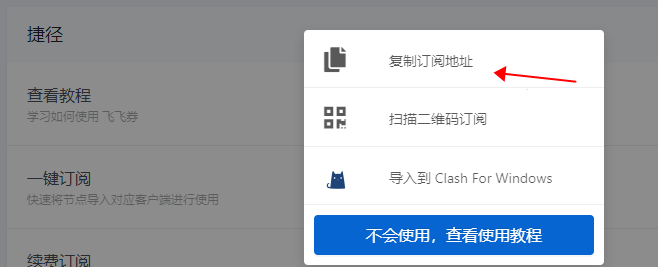 捷径
查看教程
学习如何使用 飞飞券
一键订阅
快速将节点导入对应客户端进行使用
续费订阅
复制订阅地址
扫描二维码订阅
导入到 Clash For Windows
不会使用，查看使用教程